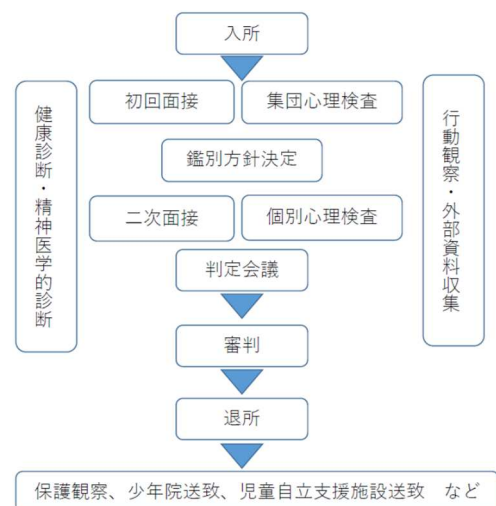 入所
初回面接
集団心理検査
鑑別方針決定
二次面接
個別心理検査
判定会議
審判
退所
保護観察、少年院送致、児童自立支援施設送致　など
健康診断・精神医学的診断
行動観察・外部資料収集